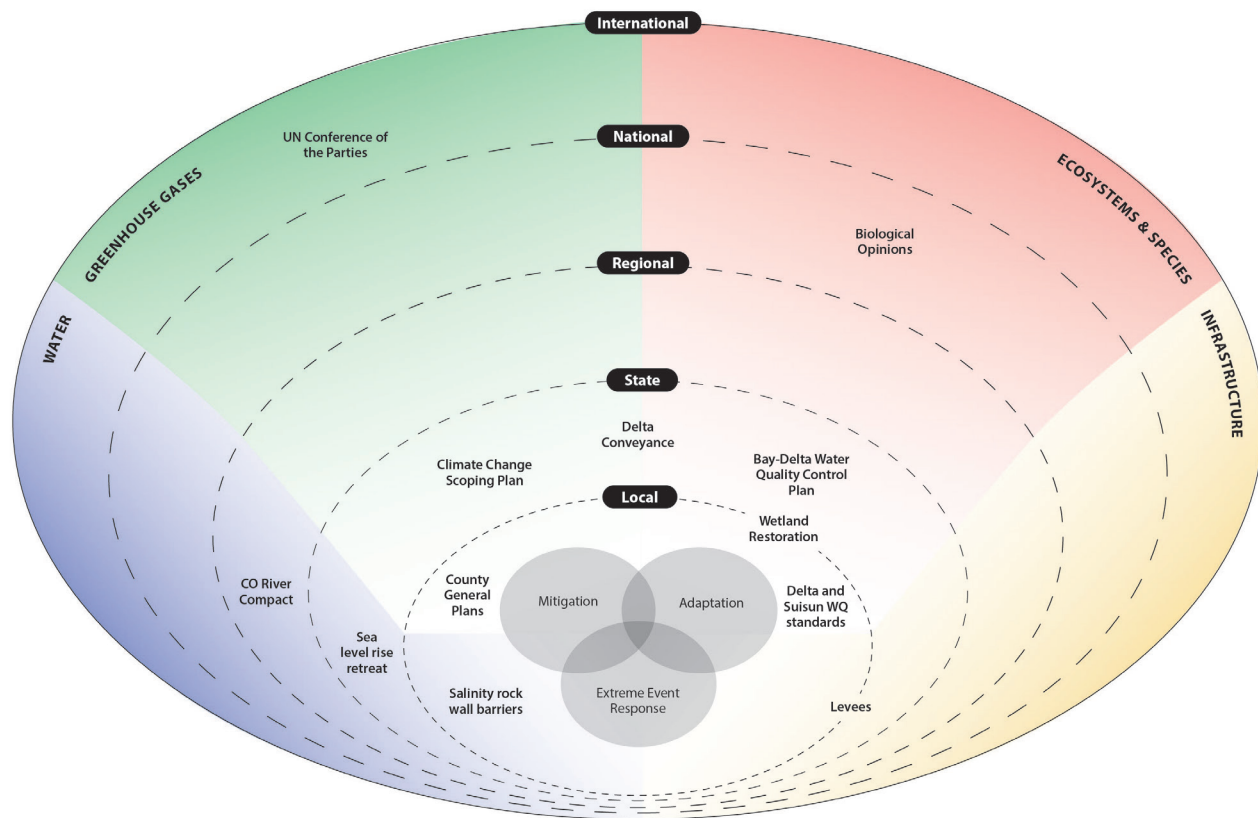 International
UN Conference of
the Parties
National
GREENHOUSE GASES
ECOSYSTEMS & SPECIES
Biological
Opinions
Regional
WATER
INFRASTRUCTURE
State
Delta
Conveyance
Climate Change
Scoping Plan
Bay-Delta Water
Quality Control
Plan
Local
Wetland
Restoration
CO River
Compact
County
General
Plans
Mitigation
Adaptation
Delta and
Suisun WQ
standards
Sea
level rise
retreat
Salinity rock
wall barriers
Extreme Event
Response
Levees